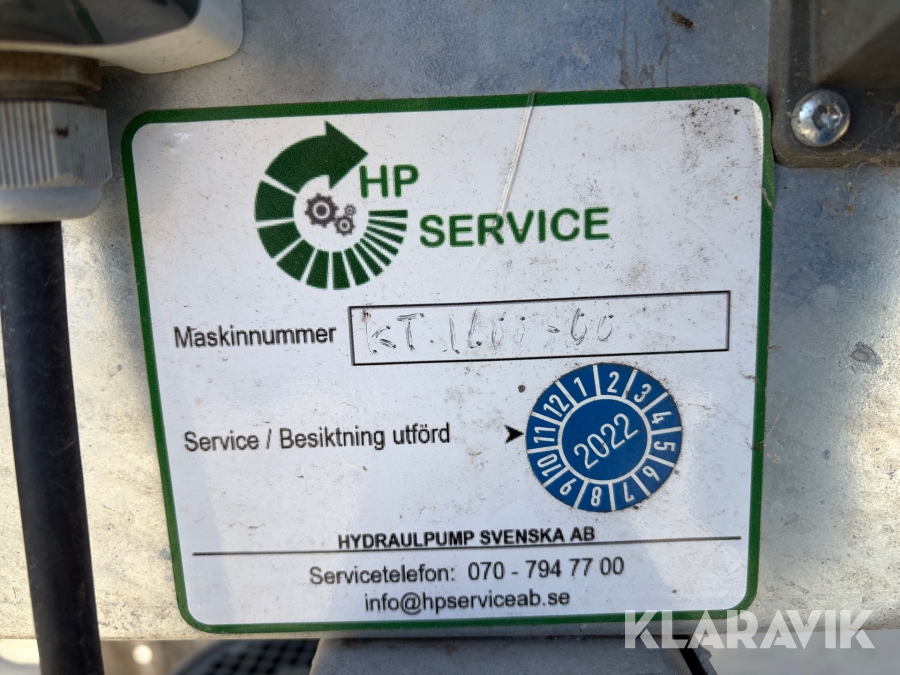 HP
SERVICE
Maskinnummer KT
Service / Besiktning utförd
1 2 3 4 5 6 7 8 9 10 11 12
2022
HYDRAULPUMP SVENSKA AB
Servicetelefon: 070 - 794 77 00
info@hpserviceab.se
KLARAVIK